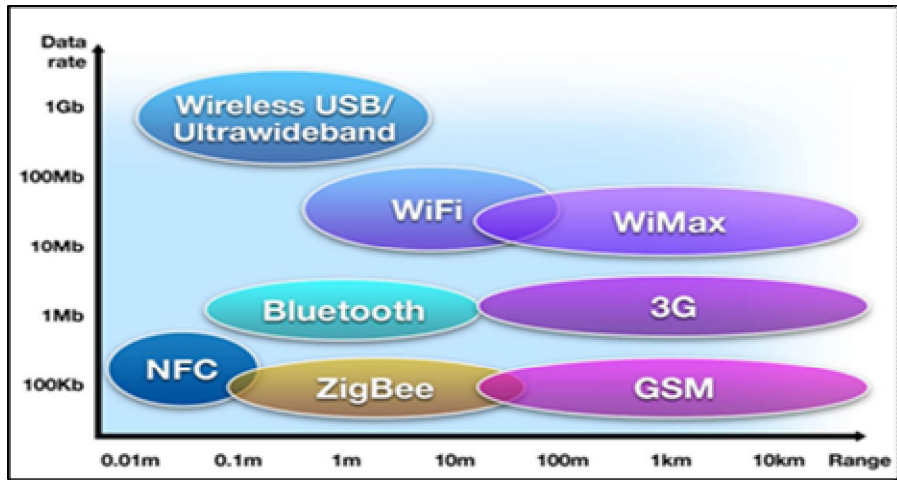 Data
rate
1Gb
Wireless USB/
Ultrawideband
100Mb
WiFi
WiMax
10Mb
Bluetooth
3G
1Mb
NFC
ZigBee
GSM
100Kb
0.01m 0.1m 1m 10m 100m 1km 10km Range